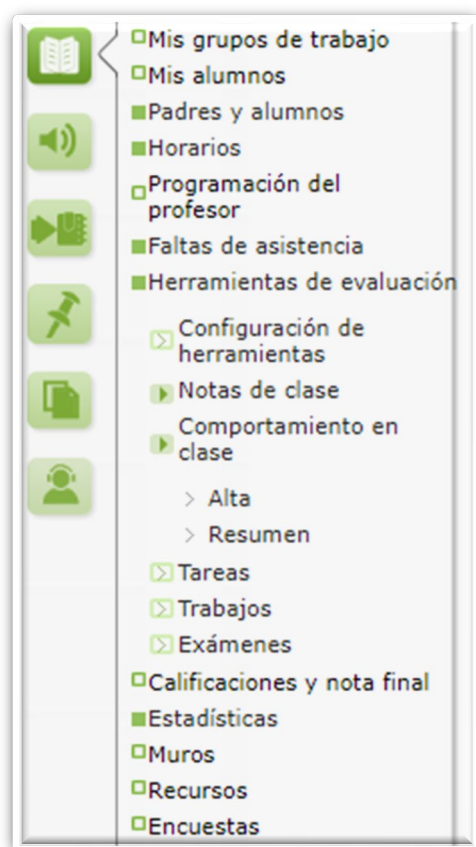 Mis grupos de trabajo
Mis alumnos
Padres y alumnos
Horarios
Programación del
profesor
Faltas de asistencia
Herramientas de evaluación
Configuración de
herramientas
Notas de clase
Comportamiento en
clase
Alta
Resumen
Tareas
Trabajos
Exámenes
Calificaciones y nota final
Estadísticas
Muros
Recursos
Encuestas